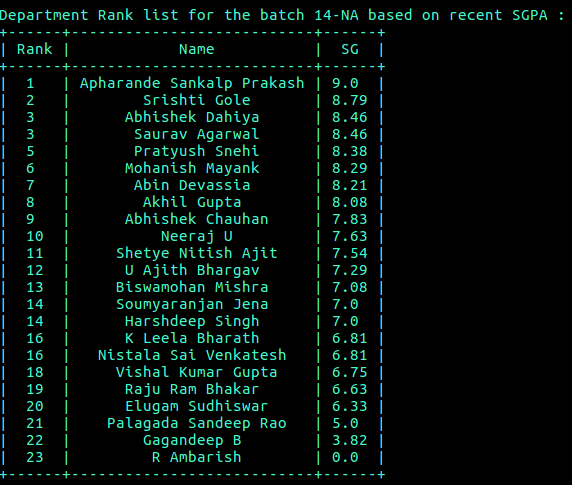 Department Rank list for the batch 14-NA based on recent SGPA :
+------+---------------------------+------+
| Rank |            Name           |  SG  |
+------+---------------------------+------+
|  1   | Apharande Sankalp Prakash | 9.0  |
|  2   |        Srishti Gole       | 8.79 |
|  3   |      Abhishek Dahiya      | 8.46 |
|  3   |       Saurav Agarwal      | 8.46 |
|  5   |       Pratyush Snehi      | 8.38 |
|  6   |      Mohanish Mayank      | 8.29 |
|  7   |       Abin Devassia       | 8.21 |
|  8   |        Akhil Gupta        | 8.08 |
|  9   |      Abhishek Chauhan     | 7.83 |
|  10  |          Neeraj U         | 7.63 |
|  11  |     Shetye Nitish Ajit    | 7.54 |
|  12  |      U Ajith Bhargav      | 7.29 |
|  13  |     Biswamohan Mishra     | 7.08 |
|  14  |     Soumyaranjan Jena     | 7.0  |
|  14  |      Harshdeep Singh      | 7.0  |
|  16  |      K Leela Bharath      | 6.81 |
|  16  |   Nistala Sai Venkatesh   | 6.81 |
|  18  |     Vishal Kumar Gupta    | 6.75 |
|  19  |      Raju Ram Bhakar      | 6.63 |
|  20  |      Elugam Sudhiswar     | 6.33 |
|  21  |    Palagada Sandeep Rao   | 5.0  |
|  22  |        Gagandeep B        | 3.82 |
|  23  |         R Ambarish        | 0.0  |
+------+---------------------------+------+